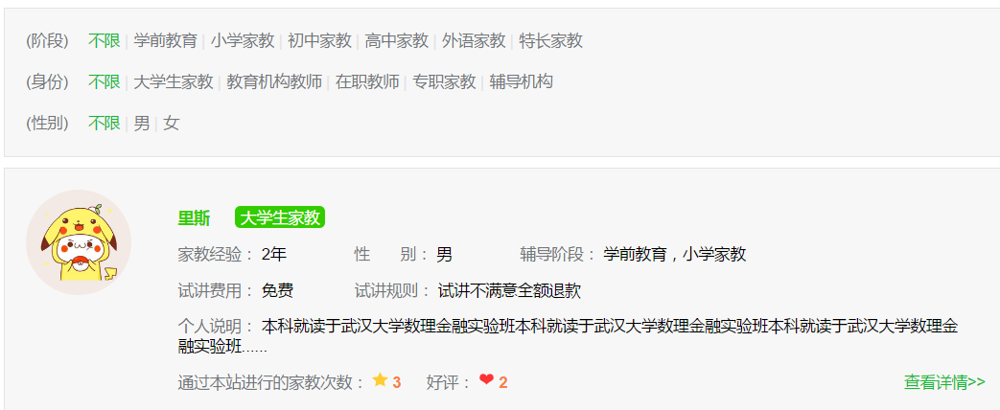 (阶段) 不限 | 学前教育 | 小学家教 | 初中家教 | 高中家教 | 外语家教 | 特长家教
(身份) 不限 | 大学生家教 | 教育机构教师 | 在职教师 | 专职家教 | 辅导机构
(性别) 不限 | 男 | 女
里斯 大学生家教
家教经验： 2年 性 别： 男 辅导阶段： 学前教育，小学家教
试讲费用： 免费 试讲规则： 试讲不满意全额退款
个人说明： 本科就读于武汉大学数理金融实验班本科就读于武汉大学数理金融实验班本科就读于武汉大学数理金
融实验班......
通过本站进行的家教次数： 3 好评： 2 查看详情>>